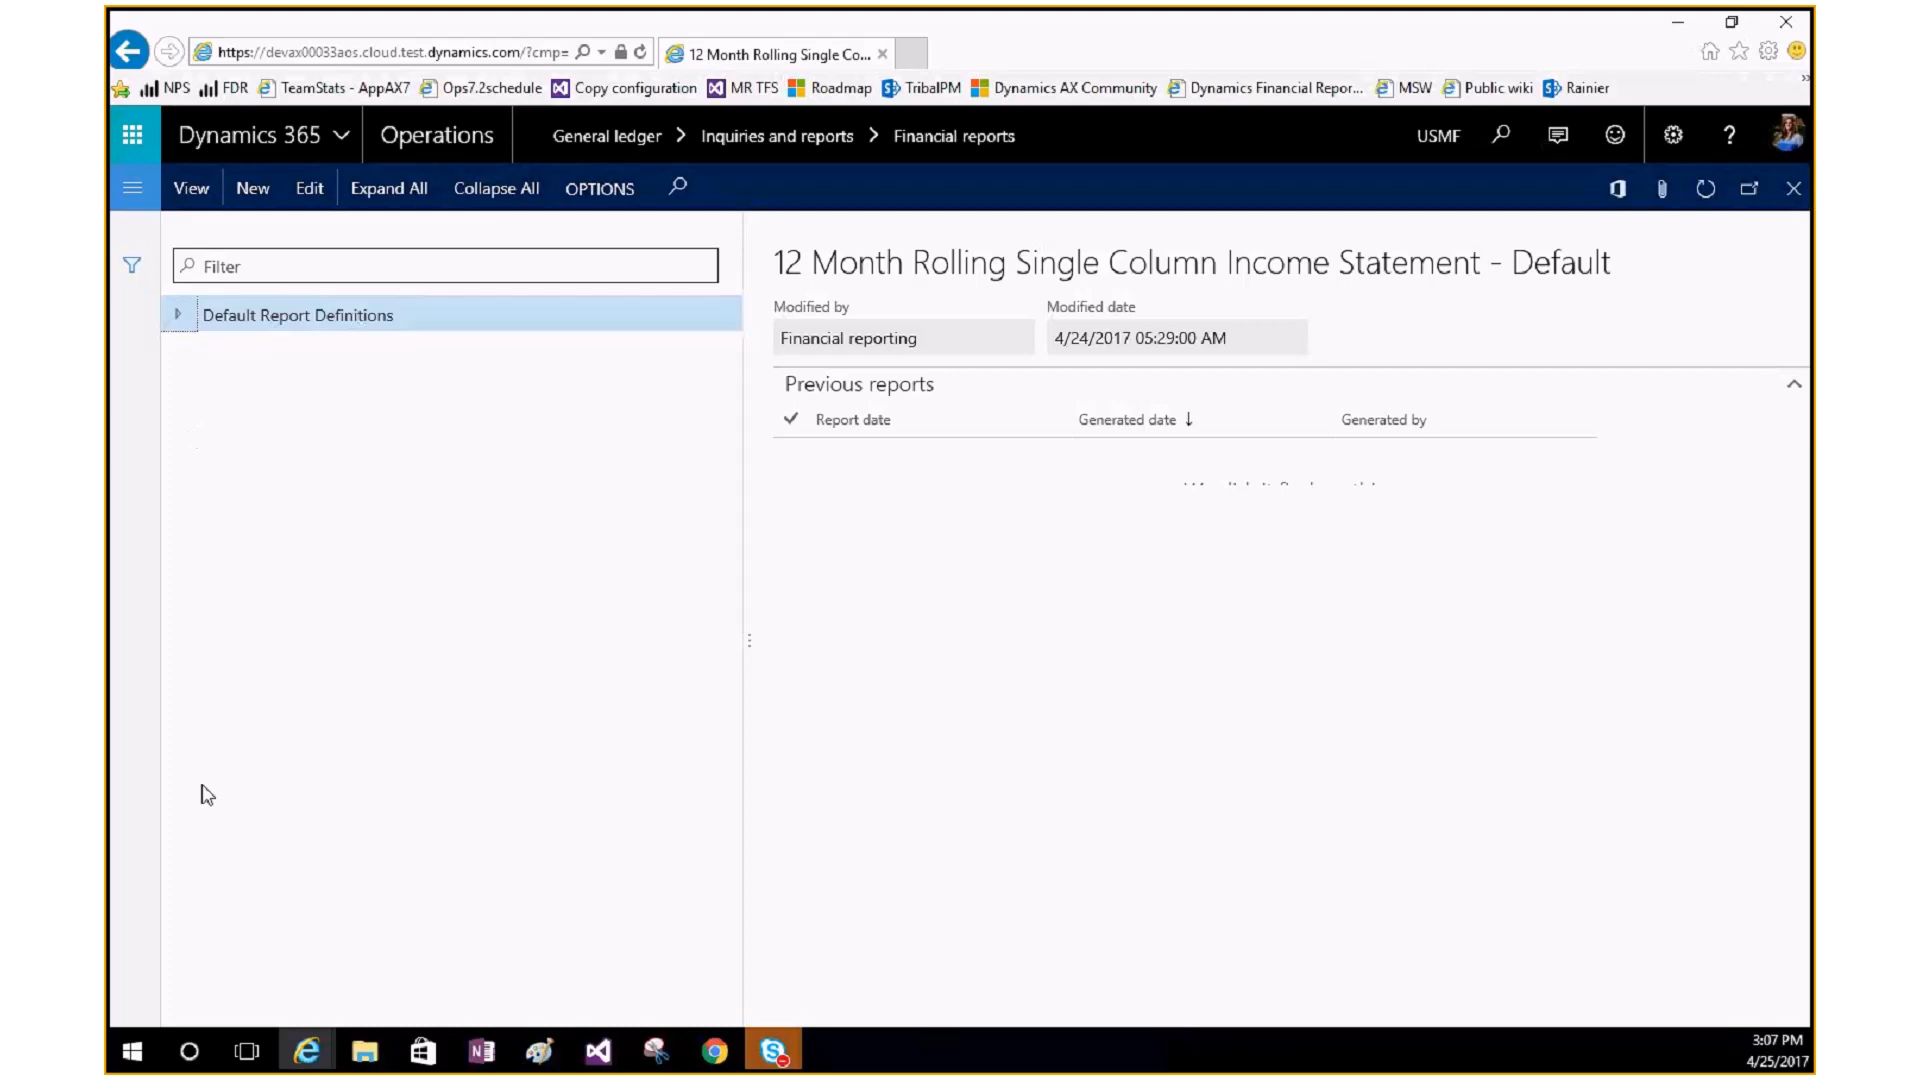 https://devax00033aos.cloud.test.dynamics.com/?cmp=
12 Month Rolling Single Co...
NPS FDR TeamStats - AppAX7 Ops7.2schedule Copy configuration MR TFS Roadmap TribalPM Dynamics AX Community Dynamics Financial Repor... MSW Public wiki Rainier
Dynamics 365 Operations General ledger > Inquiries and reports > Financial reports USMF
View New Edit Expand All Collapse All OPTIONS
Filter
Default Report Definitions
12 Month Rolling Single Column Income Statement - Default
Modified by Modified date
Financial reporting 4/24/2017 05:29:00 AM
Previous reports
Report date Generated date ↓ Generated by
3:07 PM
4/25/2017